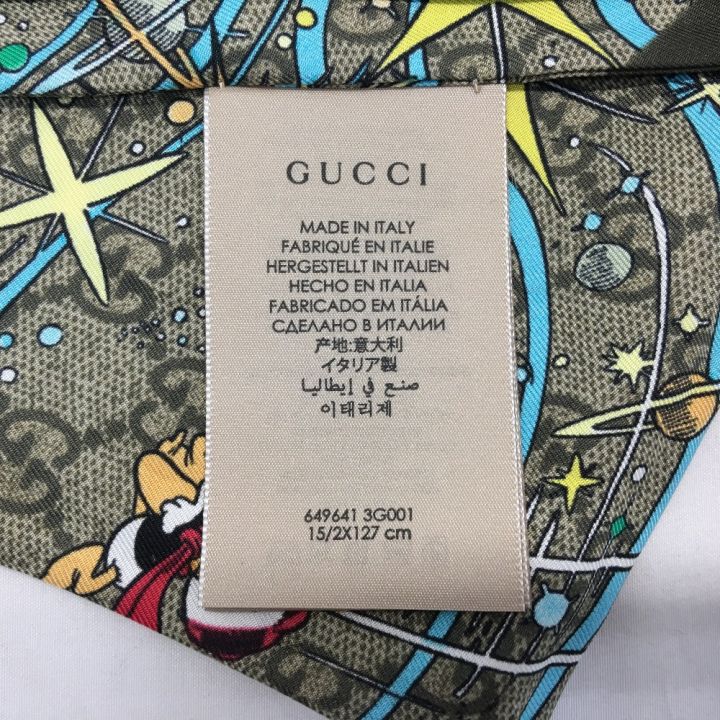 GUCCI
MADE IN ITALY
FABRIQUÉ EN ITALIE
HERGESTELLT IN ITALIEN
HECHO EN ITALIA
FABRICADO EM ITÁLIA
СДЕЛАНО В ИТАЛИИ
产地:意大利
イタリア製
صنع في إيطاليا
이태리제
649641 3G001
15/2X127 cm